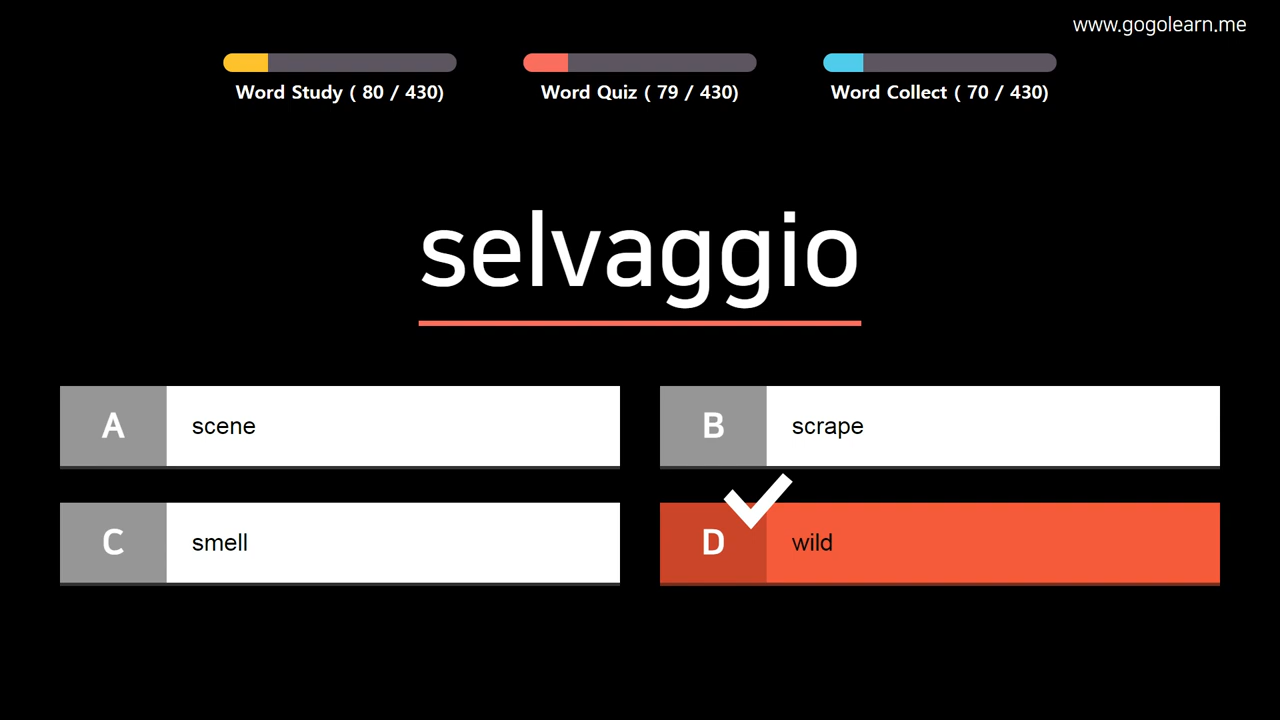 www.gogolearn.me
Word Study ( 80 / 430)
Word Quiz ( 79 / 430)
Word Collect ( 70 / 430)
selvaggio
A scene
B scrape
C smell
D wild